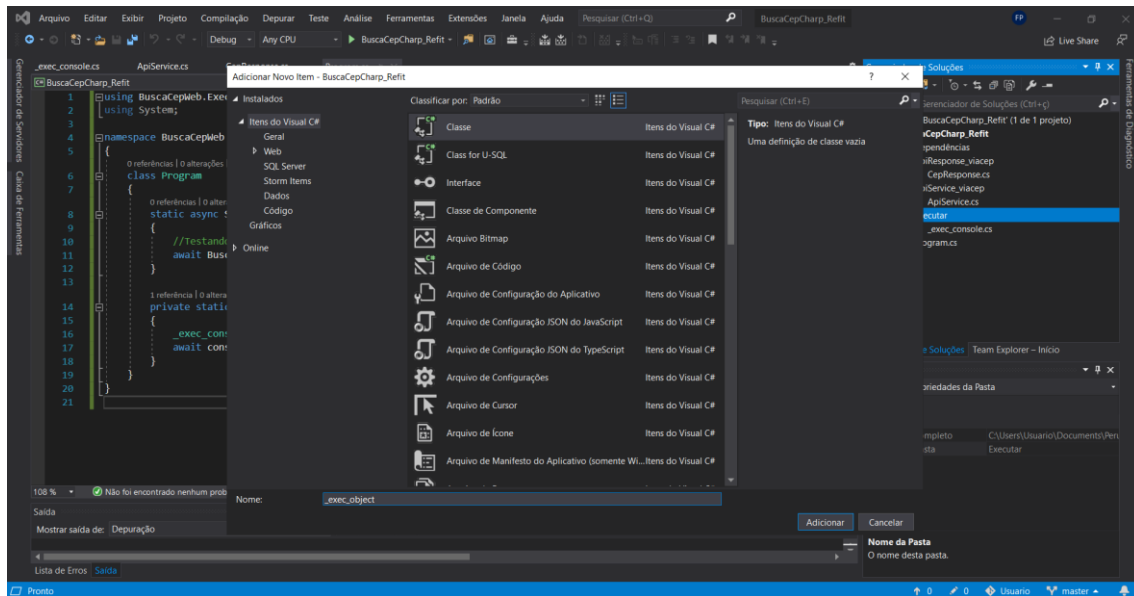 Arquivo Editar Exibir Projeto Compilação Depurar Teste Análise Ferramentas Extensões Janela Ajuda Pesquisar (Ctrl+Q) BuscaCepCharp_Refit FP
Debug Any CPU BuscaCepCharp_Refit Live Share
_exec_console.cs ApiService.cs
BuscaCepCharp_Refit
Gerenciador de Servidores
Caixa de Ferramentas
1 using BuscaCepWeb.Exe
2 using System;
3
4 namespace BuscaCepWeb
5 {
0 referências | 0 alterações |
6 class Program
7 {
0 referências | 0 alter
8 static async
9 {
10 //Testando
11 await Bus
12 }
13
1 referência | 0 altera
14 private stati
15 {
16 _exec_cons
17 await cons
18 }
19 }
20 }
21
108 % Não foi encontrado nenhum prob
Saída
Mostrar saída de: Depuração
Lista de Erros Saída
Adicionar Novo Item - BuscaCepCharp_Refit ? ×
Instalados
Itens do Visual C#
Geral
Web
SQL Server
Storm Items
Dados
Código
Gráficos
Online
Classificar por: Padrão
Classe Itens do Visual C#
Class for U-SQL Itens do Visual C#
Interface Itens do Visual C#
Classe de Componente Itens do Visual C#
Arquivo Bitmap Itens do Visual C#
Arquivo de Código Itens do Visual C#
Arquivo de Configuração do Aplicativo Itens do Visual C#
Arquivo de Configuração JSON do JavaScript Itens do Visual C#
Arquivo de Configuração JSON do TypeScript Itens do Visual C#
Arquivo de Configurações Itens do Visual C#
Arquivo de Cursor Itens do Visual C#
Arquivo de Ícone Itens do Visual C#
Arquivo de Manifesto do Aplicativo (somente Wi... Itens do Visual C#
Pesquisar (Ctrl+E)
Tipo: Itens do Visual C#
Uma definição de classe vazia
Nome: _exec_object
Adicionar Cancelar
de Soluções
erenciador de Soluções (Ctrl+ç)
BuscaCepCharp_Refit' (1 de 1 projeto)
CepCharp_Refit
pendências
iResponse_viacep
CepResponse.cs
iService_viacep
ApiService.cs
ecutar
_exec_console.cs
ogram.cs
e Soluções Team Explorer – Início
priedades da Pasta
mpleto C:\Users\Usuario\Documents\Pen
sta Executar
Nome da Pasta
O nome desta pasta.
Ferramentas de Diagnóstico
Pronto 0 0 Usuario master